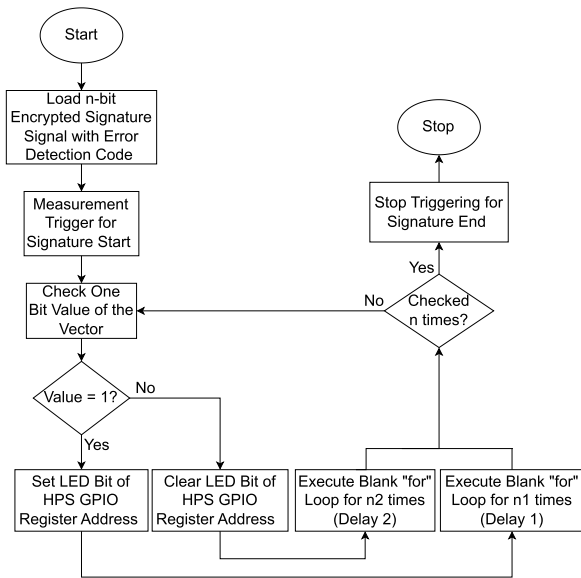 Start
Load n-bit
Encrypted Signature
Signal with Error
Detection Code
Measurement
Trigger for
Signature Start
Check One
Bit Value of the
Vector
Value = 1?
No
Yes
Set LED Bit of
HPS GPIO
Register Address
Clear LED Bit of
HPS GPIO
Register Address
Execute Blank "for"
Loop for n2 times
(Delay 2)
Execute Blank "for"
Loop for n1 times
(Delay 1)
Checked
n times?
No
Yes
Stop Triggering for
Signature End
Stop